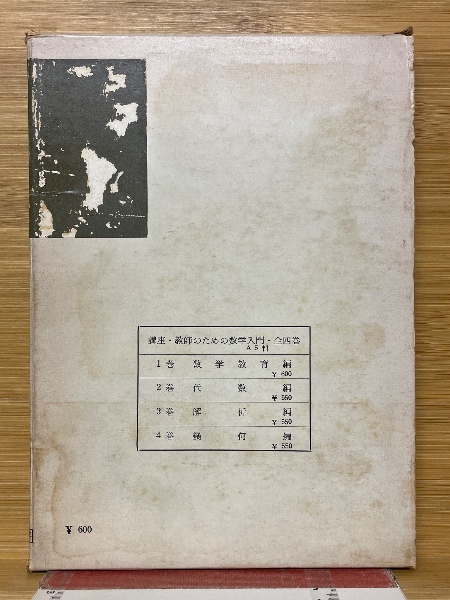 講座・教師のための数学入門・全四巻
A5判
1巻 数学教育編
¥ 600
2巻 代数編
¥ 550
3巻 解析編
¥ 550
4巻 幾何編
¥ 550
¥ 600